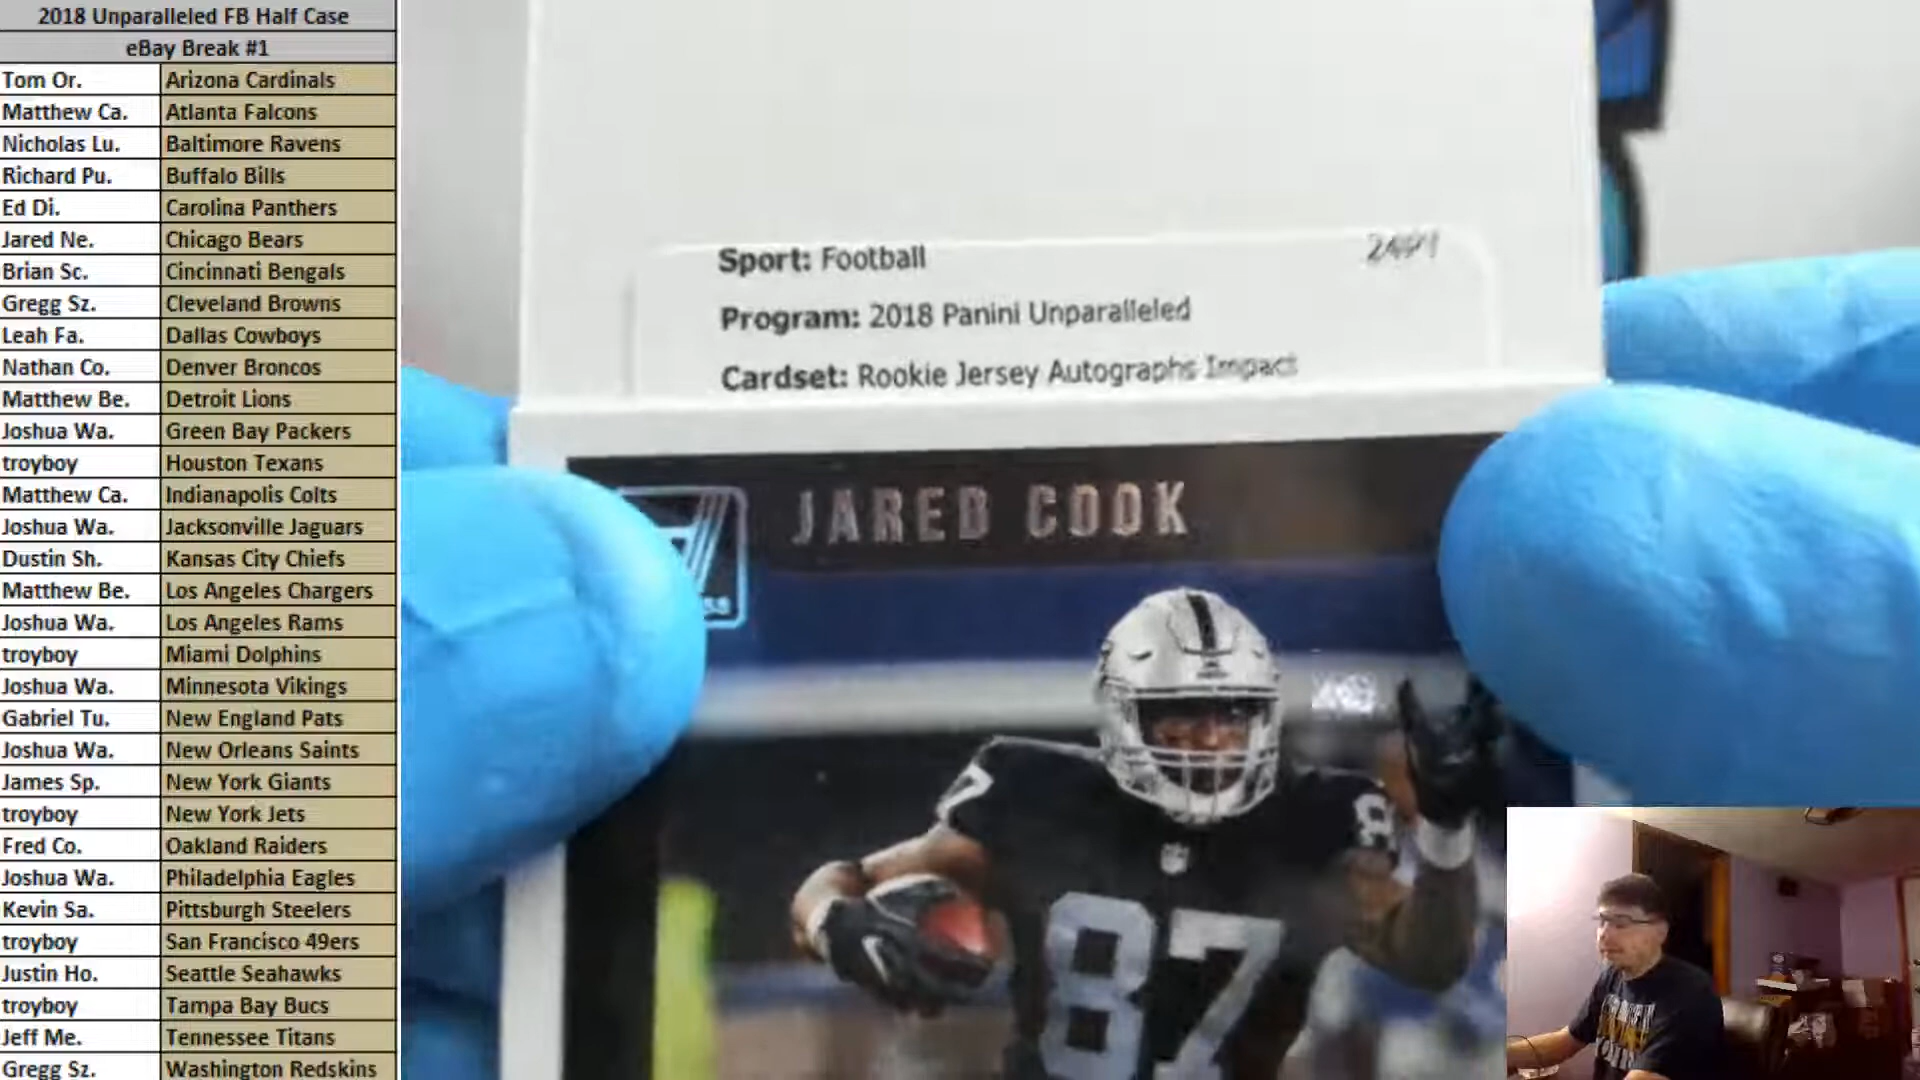 2018 Unparalleled FB Half Case
eBay Break #1
Tom Or. Arizona Cardinals
Matthew Ca. Atlanta Falcons
Nicholas Lu. Baltimore Ravens
Richard Pu. Buffalo Bills
Ed Di. Carolina Panthers
Jared Ne. Chicago Bears
Brian Sc. Cincinnati Bengals
Gregg Sz. Cleveland Browns
Leah Fa. Dallas Cowboys
Nathan Co. Denver Broncos
Matthew Be. Detroit Lions
Joshua Wa. Green Bay Packers
troyboy Houston Texans
Matthew Ca. Indianapolis Colts
Joshua Wa. Jacksonville Jaguars
Dustin Sh. Kansas City Chiefs
Matthew Be. Los Angeles Chargers
Joshua Wa. Los Angeles Rams
troyboy Miami Dolphins
Joshua Wa. Minnesota Vikings
Gabriel Tu. New England Pats
Joshua Wa. New Orleans Saints
James Sp. New York Giants
troyboy New York Jets
Fred Co. Oakland Raiders
Joshua Wa. Philadelphia Eagles
Kevin Sa. Pittsburgh Steelers
troyboy San Francisco 49ers
Justin Ho. Seattle Seahawks
troyboy Tampa Bay Bucs
Jeff Me. Tennessee Titans
Gregg Sz. Washington Redskins
Sport: Football
Program: 2018 Panini Unparalleled
Cardset: Rookie Jersey Autographs Impact
JARED COOK
87